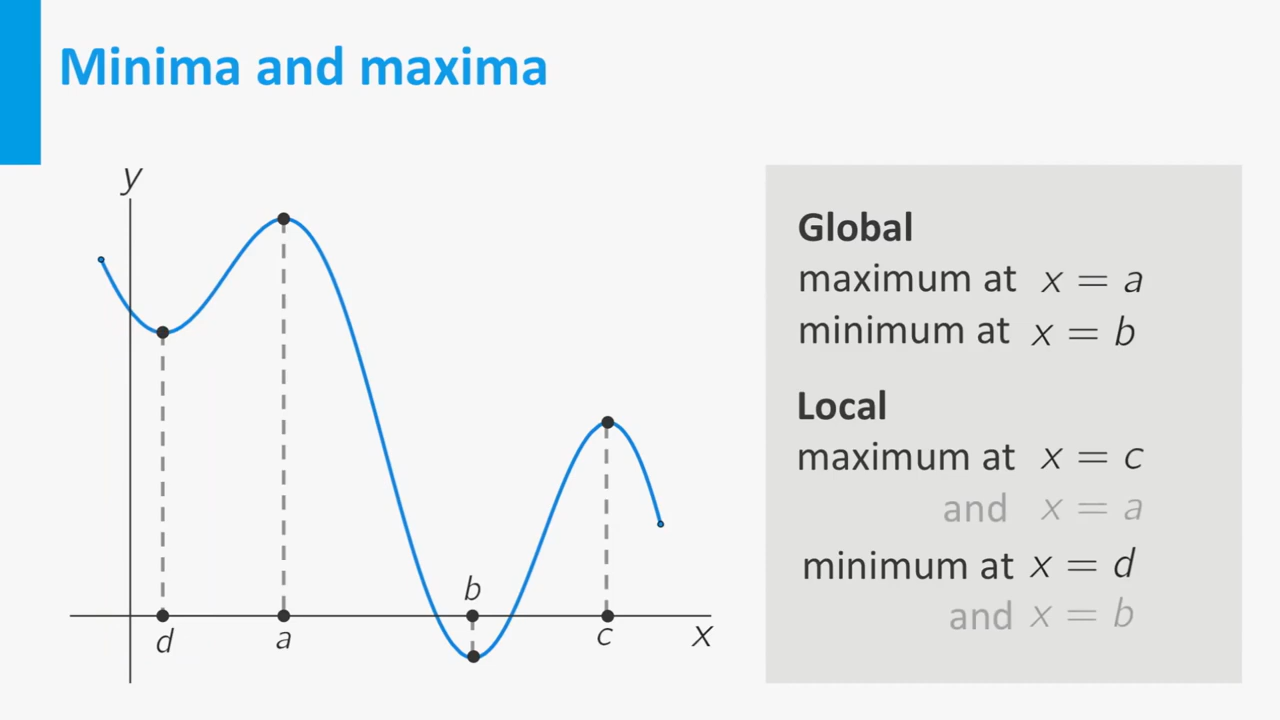 Minima and maxima
y
b
d
a
c
x
Global
maximum at x = a
minimum at x = b
Local
maximum at x = c
and x = a
minimum at x = d
and x = b